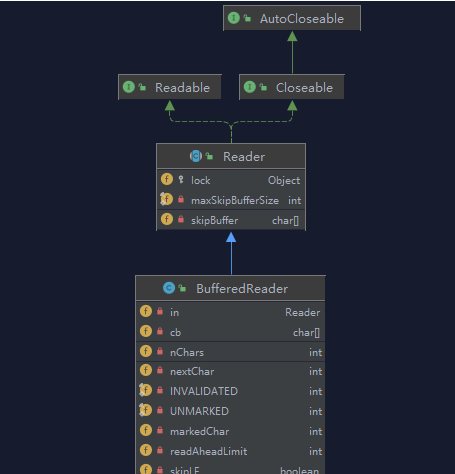 AutoCloseable
Readable
Closeable
Reader
lock Object
maxSkipBufferSize int
skipBuffer char[]
BufferedReader
in Reader
cb char[]
nChars int
nextChar int
INVALIDATED int
UNMARKED int
markedChar int
readAheadLimit int
skipLF boolean